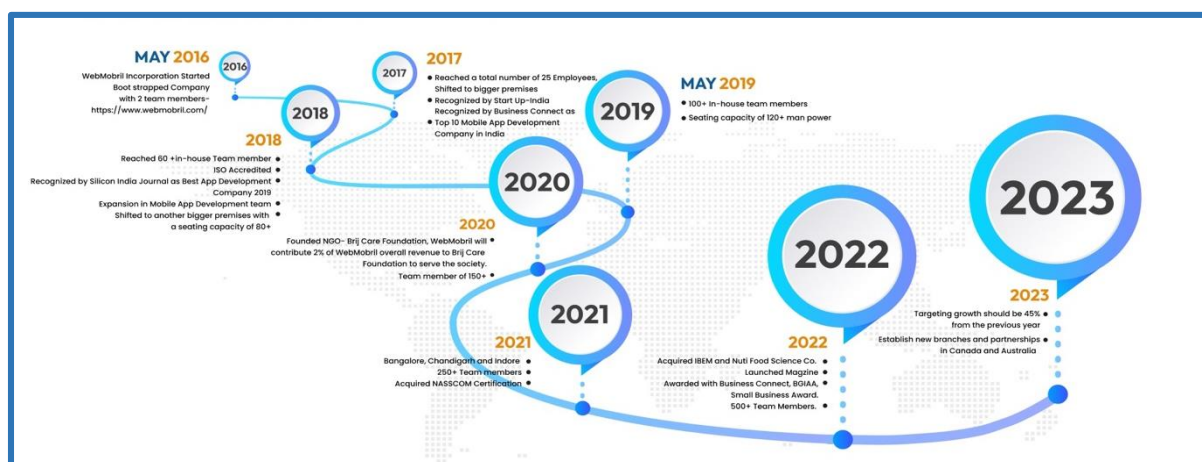 MAY 2016
WebMobril Incorporation Started
Boot strapped Company
with 2 team members-
https://www.webmobril.com/
2016
2017
2017
● Reached a total number of 25 Employees,
Shifted to bigger premises
● Recognized by Start Up-India
Recognized by Business Connect as
● Top 10 Mobile App Development
Company in India
2018
2018
Reached 60 +in-house Team member ●
ISO Accredited ●
Recognized by Silicon India Journal as Best App Development ●
Company 2019
Expansion in Mobile App Development team ●
Shifted to another bigger premises with ●
a seating capacity of 80+
2019
MAY 2019
● 100+ In-house team members
● Seating capacity of 120+ man power
2020
2020
Founded NGO- Brij Care Foundation, WebMobril will ●
contribute 2% of WebMobril overall revenue to Brij Care
Foundation to serve the society.
Team member of 150+ ●
2021
2021
Bangalore, Chandigarh and Indore ●
250+ Team members ●
Acquired NASSCOM Certification ●
2022
2022
Acquired IBEM and Nuti Food Science Co. ●
Launched Magzine ●
Awarded with Business Connect, BGIAA, ●
Small Business Award.
500+ Team Members. ●
2023
2023
Targeting growth should be 45% ●
from the previous year
Establish new branches and partnerships ●
in Canada and Australia